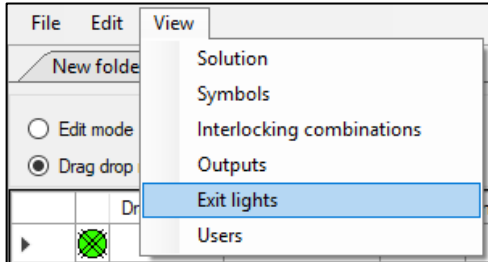 File Edit View
New folde
Solution
Symbols
Edit mode
Interlocking combinations
Drag drop
Outputs
Dr
Exit lights
Users